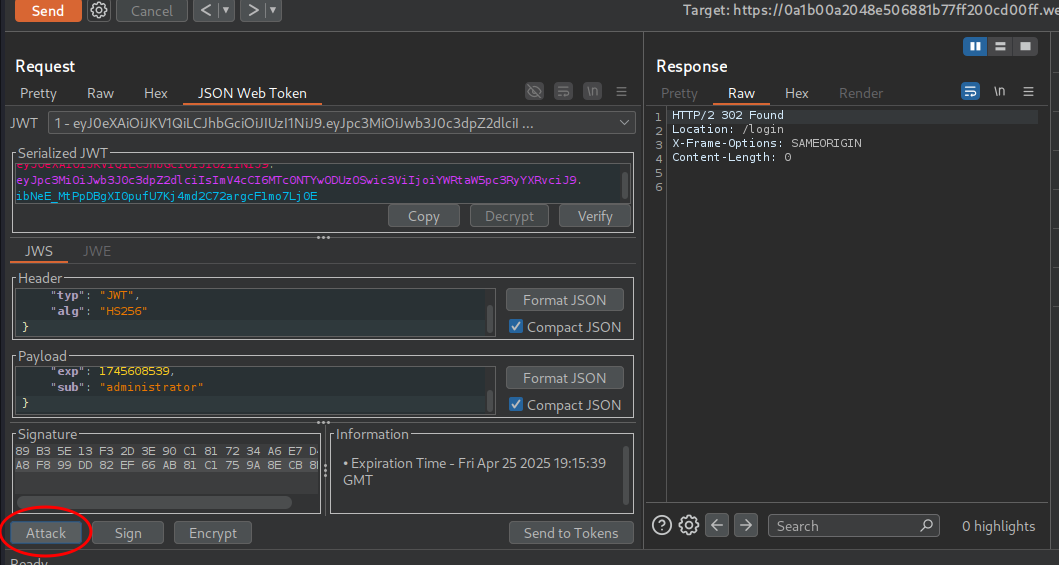 Send
Cancel
< ▼
> ▼
Target: https://0a1b00a2048e506881b77ff200cd00ff.we
Request
Pretty Raw Hex JSON Web Token
\n
JWT
1 - eyJ0eXAiOiJKV1QiLCJhbGciOiJIUzI1NiJ9.eyJpc3MiOiJwb3J0c3dpZ2dlciI ...
Serialized JWT
eyJpc3MiOiJwb3J0c3dpZ2dlciIsImV4cCI6MTc0NTYwODUzOSwic3ViIjoiYWRtaW5pc3RyYXRvciJ9.
ibNeE_MtPpDBgXI0pufU7Kj4md2C72argcF1mo7Lj0E
Copy
Decrypt
Verify
JWS JWE
Header
"typ": "JWT",
"alg": "HS256"
}
Format JSON
Compact JSON
Payload
"exp": 1745608539,
"sub": "administrator"
}
Format JSON
Compact JSON
Signature
89 B3 5E 13 F3 2D 3E 90 C1 81 72 34 A6 E7 D
A8 F8 99 DD 82 EF 66 AB 81 C1 75 9A 8E CB 8
Information
• Expiration Time - Fri Apr 25 2025 19:15:39
GMT
Attack
Sign
Encrypt
Send to Tokens
Ready
Response
Pretty Raw Hex Render
\n
1 HTTP/2 302 Found
2 Location: /login
3 X-Frame-Options: SAMEORIGIN
4 Content-Length: 0
5
6
Search
0 highlights